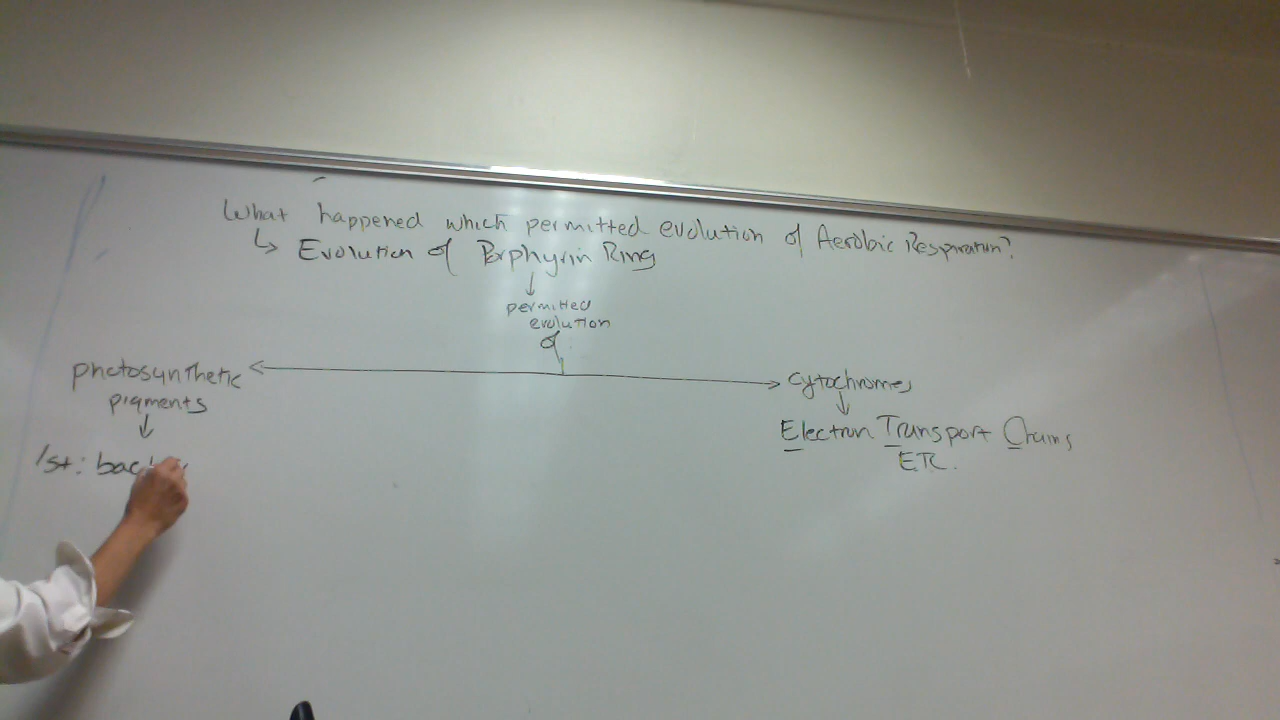 What happened which permitted evolution of Aerobic Respiration?
↳ Evolution of Porphyrin Ring
↓
permitted
evolution
of
photosynthetic
pigments
↓
cytochromes
↓
Electron Transport Chains
ETC.
1st: